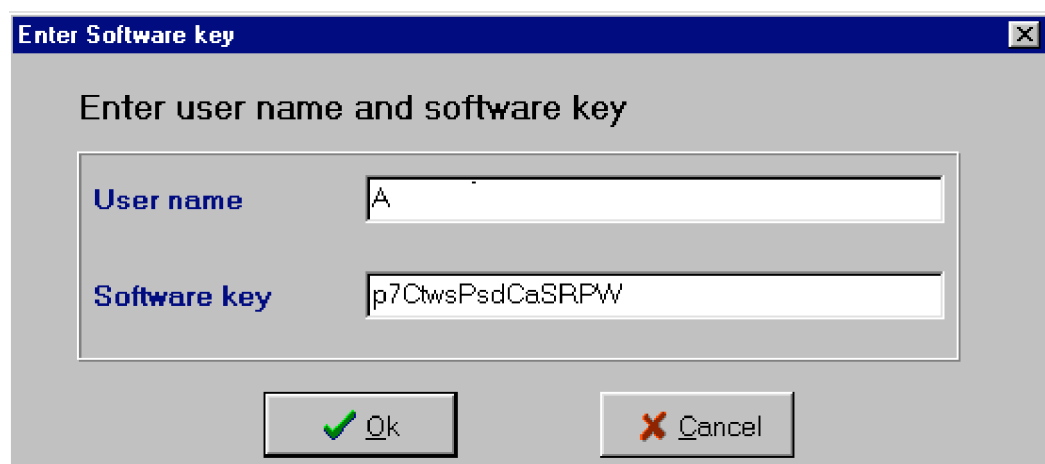 Enter Software key
Enter user name and software key
User name
A
Software key
p7CtwsPsdCaSRPW
Ok
Cancel